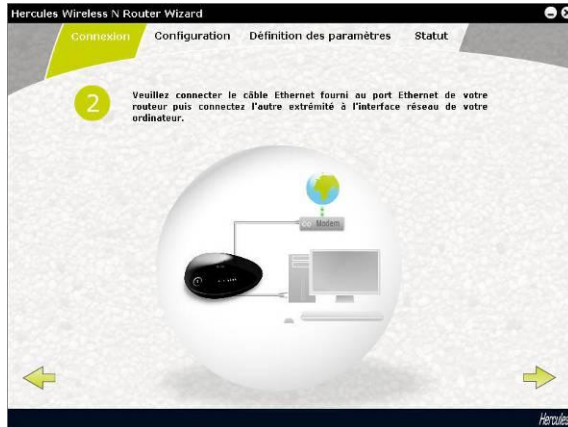 Hercules Wireless N Router Wizard
Connexion Configuration Définition des paramètres Statut
2
Veuillez connecter le câble Ethernet fourni au port Ethernet de votre
routeur puis connectez l'autre extrémité à l'interface réseau de votre
ordinateur.
Modem
Hercules